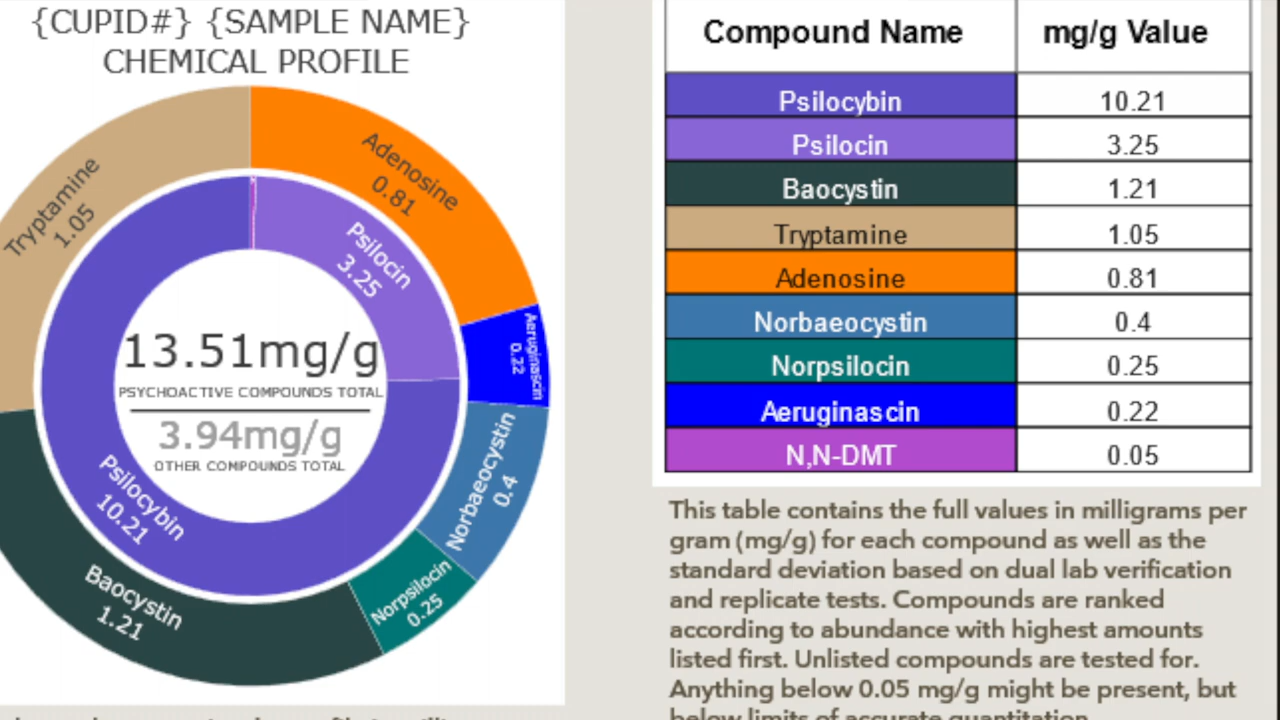 {CUPID#} {SAMPLE NAME}
CHEMICAL PROFILE
Tryptamine
1.05
Adenosine
0.81
Psilocin
3.25
Aeruginascin
0.22
13.51mg/g
PSYCHOACTIVE COMPOUNDS TOTAL
3.94mg/g
OTHER COMPOUNDS TOTAL
Norbaeocystin
0.4
Psilocybin
10.21
Norpsilocin
0.25
Baocystin
1.21
Compound Name mg/g Value
Psilocybin 10.21
Psilocin 3.25
Baocystin 1.21
Tryptamine 1.05
Adenosine 0.81
Norbaeocystin 0.4
Norpsilocin 0.25
Aeruginascin 0.22
N,N-DMT 0.05
This table contains the full values in milligrams per
gram (mg/g) for each compound as well as the
standard deviation based on dual lab verification
and replicate tests. Compounds are ranked
according to abundance with highest amounts
listed first. Unlisted compounds are tested for.
Anything below 0.05 mg/g might be present, but
below limits of accurate quantitation